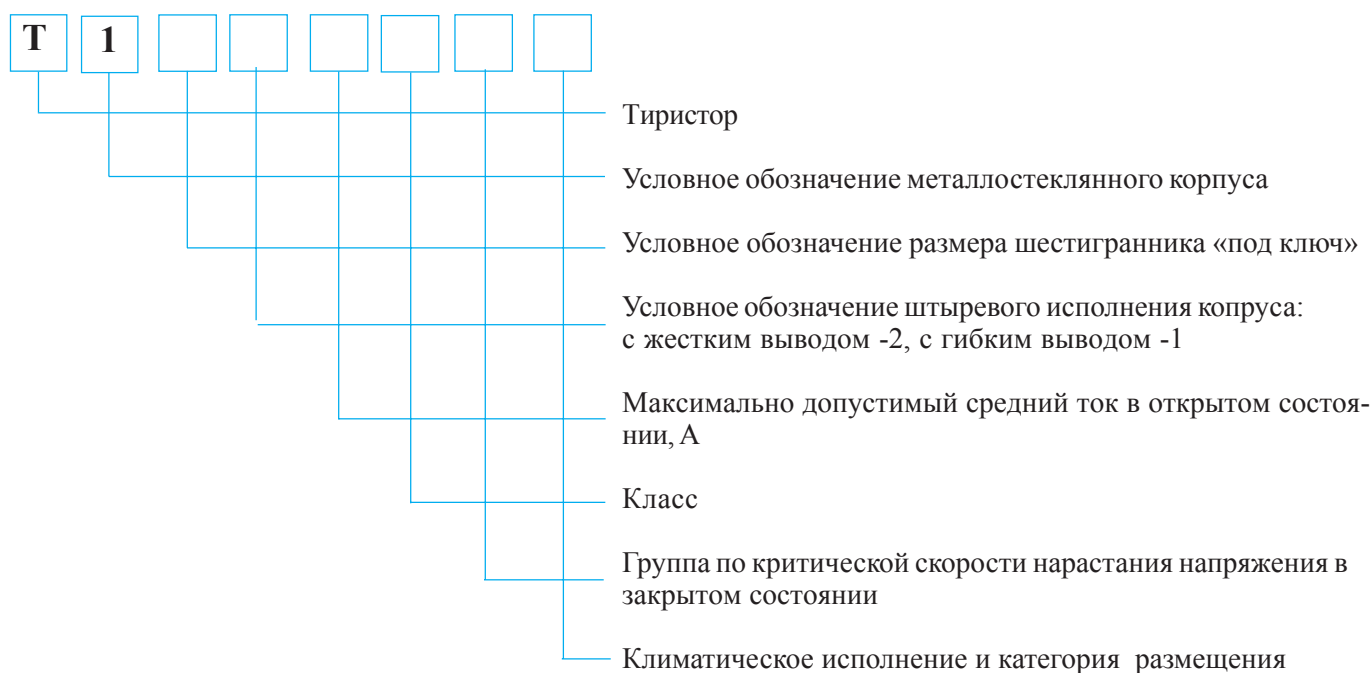 Т 1
Тиристор
Условное обозначение металлостеклянного корпуса
Условное обозначение размера шестигранника «под ключ»
Условное обозначение штыревого исполнения копруса:
с жестким выводом -2, с гибким выводом -1
Максимально допустимый средний ток в открытом состоя-
нии, А
Класс
Группа по критической скорости нарастания напряжения в
закрытом состоянии
Климатическое исполнение и категория размещения